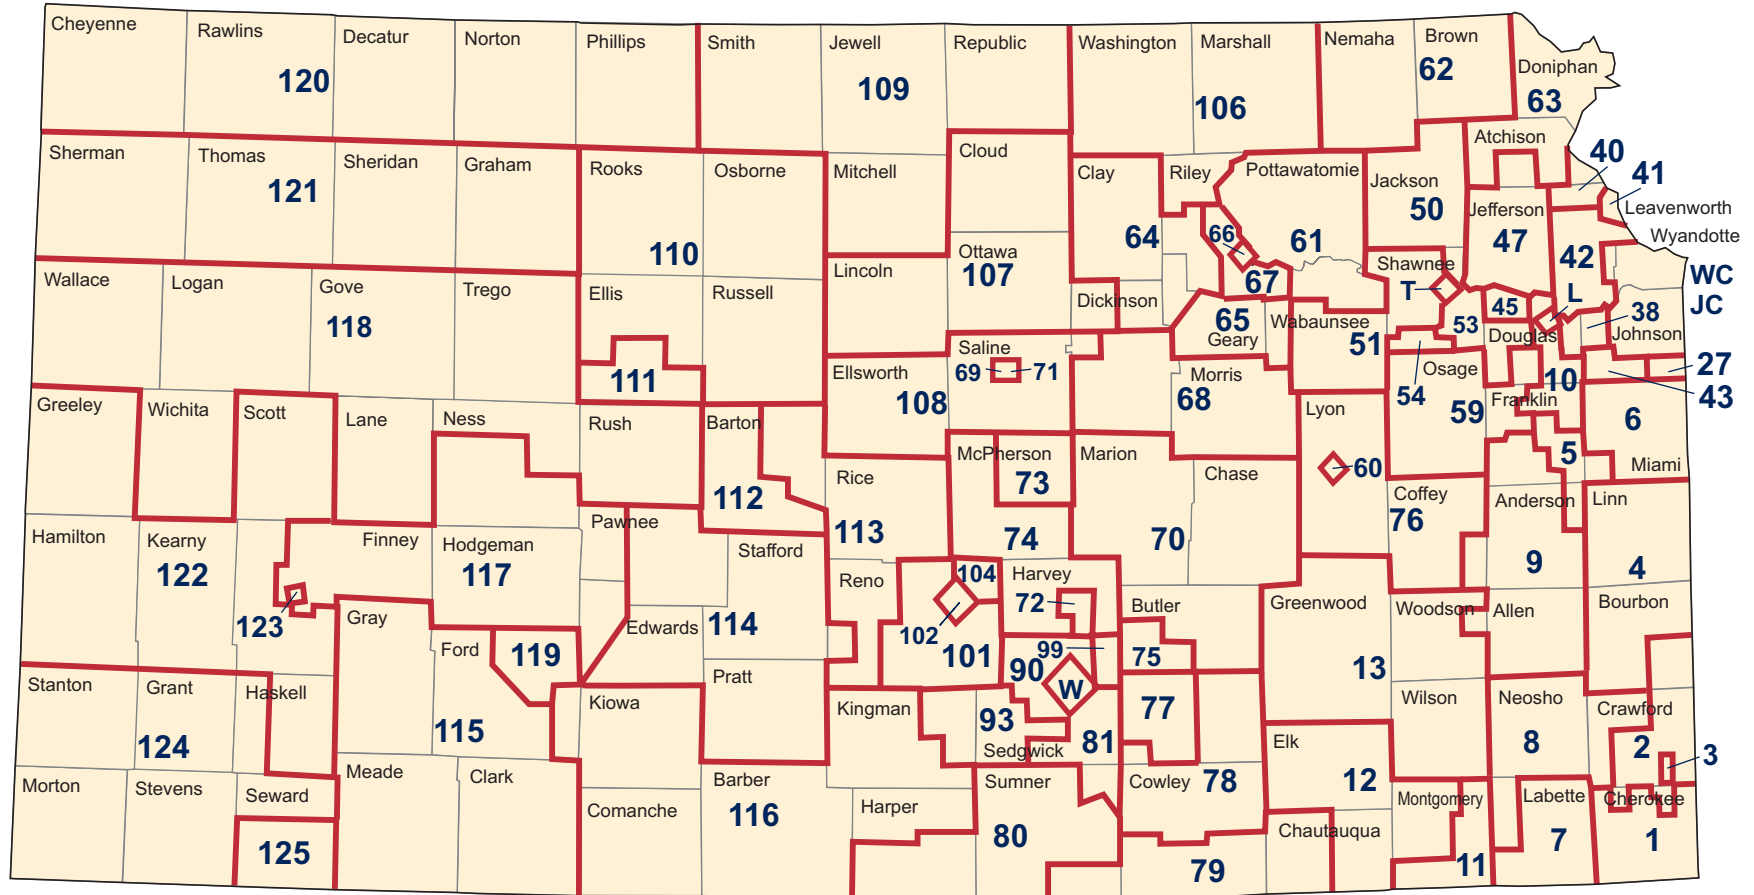 Cheyenne
Rawlins
Decatur
Norton
Phillips
Smith
Jewell
Republic
Washington
Marshall
Nemaha
Brown
Doniphan
120
109
106
62
63
Sherman
Thomas
Sheridan
Graham
Rooks
Osborne
Mitchell
Cloud
Clay
Riley
Pottawatomie
Jackson
Atchison
40
41
121
110
64
66
61
50
Jefferson
47
Leavenworth
Wyandotte
Wallace
Logan
Gove
Trego
Ellis
Russell
Lincoln
Ottawa
107
Dickinson
67
Shawnee
T
42
WC
JC
118
111
65
Geary
Wabaunsee
51
53
45
L
Douglas
38
Johnson
Greeley
Wichita
Scott
Lane
Ness
Rush
Barton
Ellsworth
108
Saline
69
71
Morris
68
Lyon
54
Osage
59
10
Franklin
27
43
6
112
Rice
McPherson
73
Marion
Chase
60
5
Miami
Hamilton
Kearny
122
Finney
Hodgeman
117
Pawnee
Stafford
113
74
70
Coffey
76
Anderson
9
Linn
4
123
Gray
Ford
119
Edwards
114
Reno
104
102
101
Harvey
72
90
99
W
Butler
75
Greenwood
13
Woodson
Allen
Bourbon
Stanton
Grant
124
Haskell
115
Kiowa
Pratt
Kingman
93
Sedgwick
81
77
Wilson
Neosho
8
Crawford
2
3
Morton
Stevens
Seward
125
Meade
Clark
Comanche
Barber
116
Harper
Sumner
80
Cowley
78
79
Elk
12
Chautauqua
Montgomery
11
Labette
7
Cherokee
1